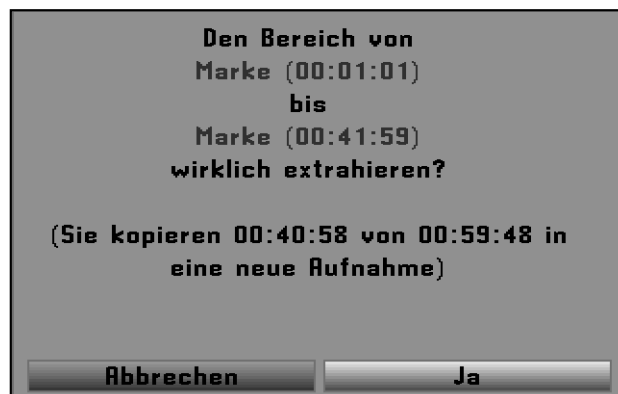 Den Bereich von
Marke (00:01:01)
bis
Marke (00:41:59)
wirklich extrahieren?
(Sie kopieren 00:40:58 von 00:59:48 in
eine neue Aufnahme)
Abbrechen Ja